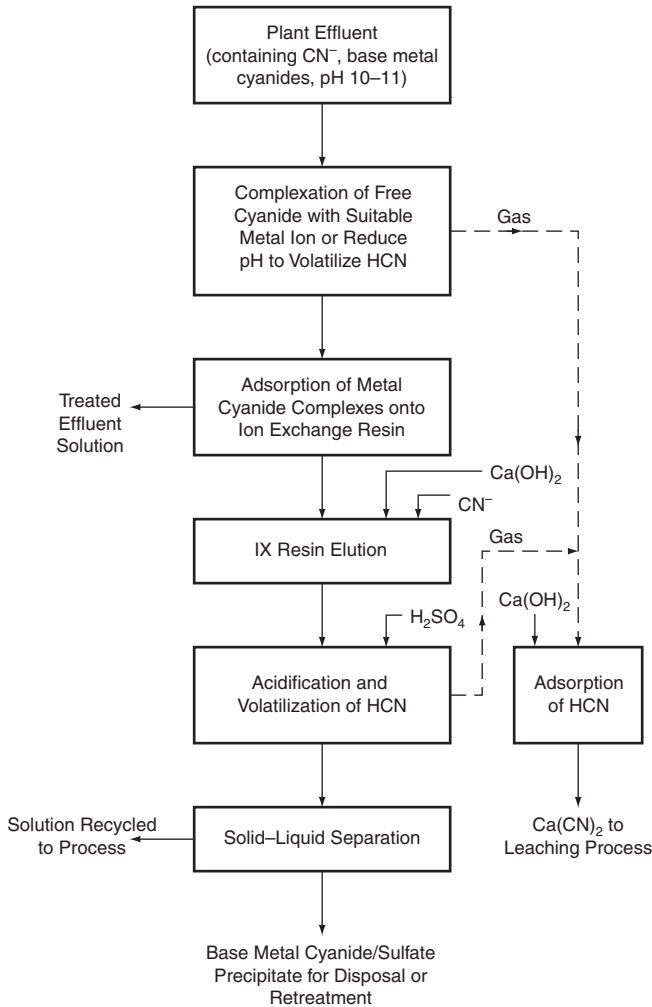 Plant Effluent
(containing CN⁻, base metal
cyanides, pH 10–11)
Complexation of Free
Cyanide with Suitable
Metal Ion or Reduce
pH to Volatilize HCN
Gas
Adsorption of Metal
Cyanide Complexes onto
Ion Exchange Resin
Treated
Effluent
Solution
Ca(OH)₂
CN⁻
IX Resin Elution
Gas
Ca(OH)₂
H₂SO₄
Acidification and
Volatilization of HCN
Adsorption
of HCN
Solution Recycled
to Process
Solid–Liquid Separation
Ca(CN)₂ to
Leaching Process
Base Metal Cyanide/Sulfate
Precipitate for Disposal or
Retreatment